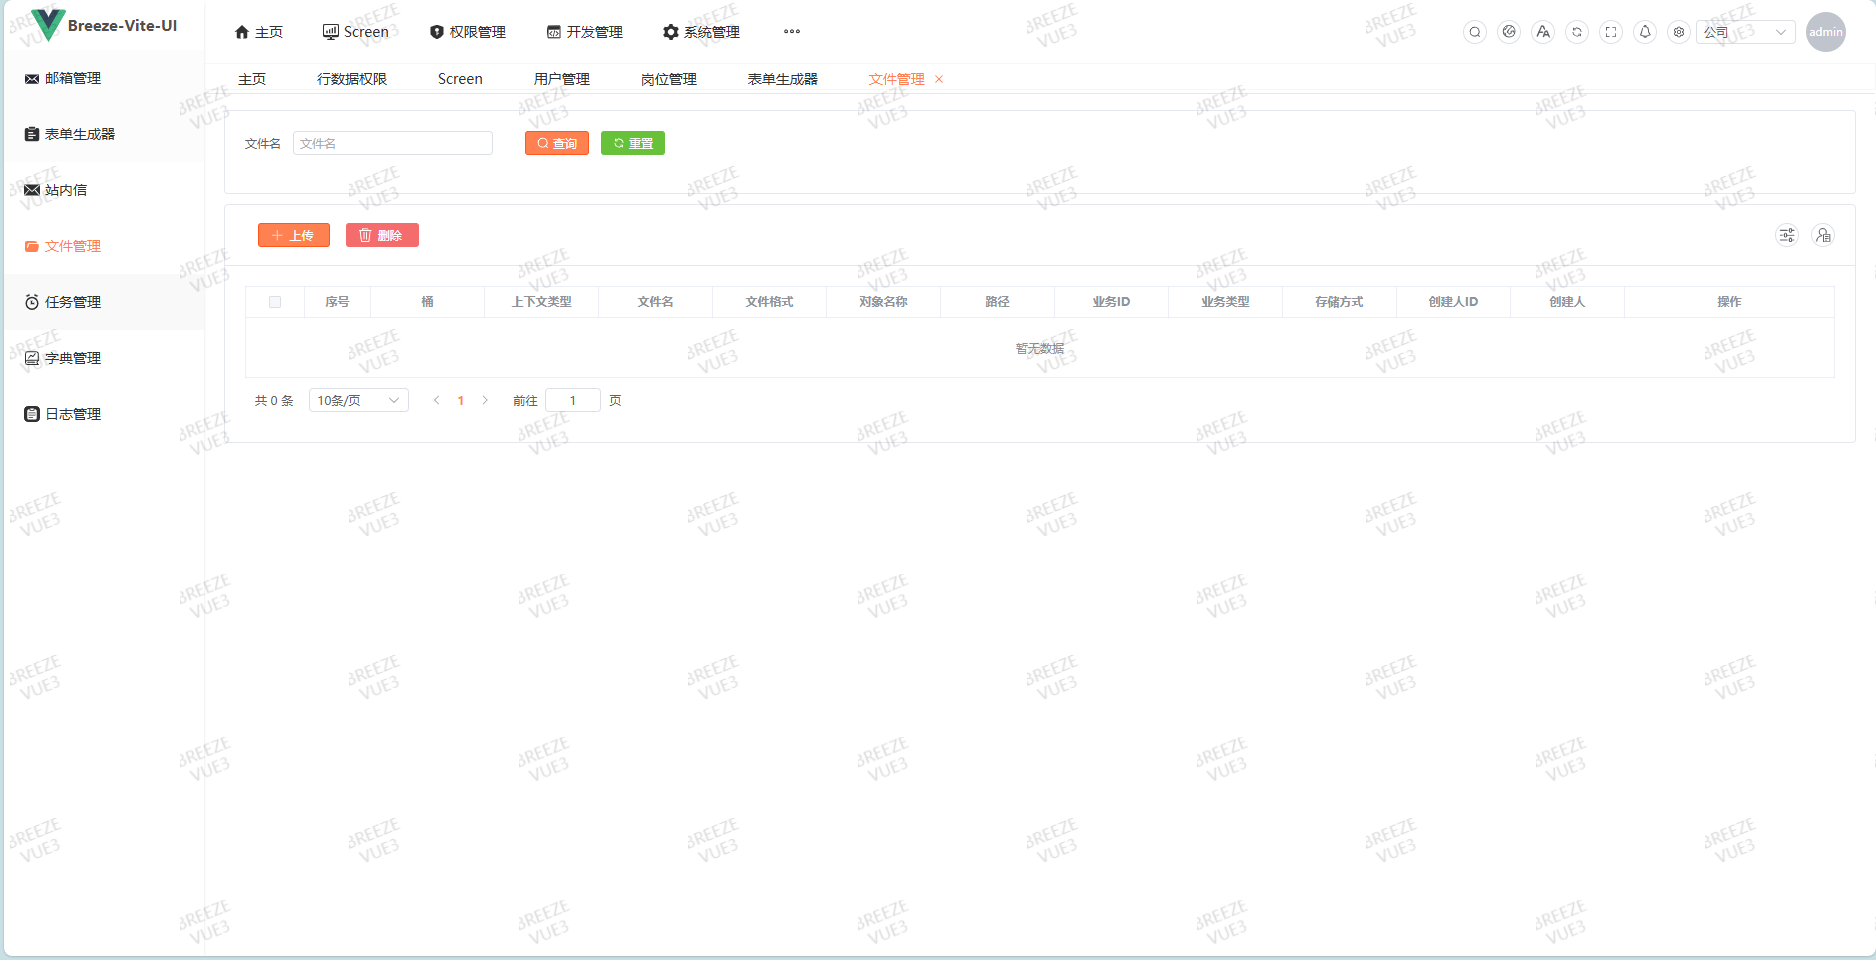 Breeze-Vite-UI
主页
Screen
权限管理
开发管理
系统管理
公司
admin
主页
行数据权限
Screen
用户管理
岗位管理
表单生成器
文件管理
邮箱管理
表单生成器
站内信
文件管理
任务管理
字典管理
日志管理
文件名
文件名
查询
重置
上传
删除
序号
桶
上下文类型
文件名
文件格式
对象名称
路径
业务ID
业务类型
存储方式
创建人ID
创建人
操作
暂无数据
共 0 条
10条/页
1
前往
1
页
BREEZE
VUE3